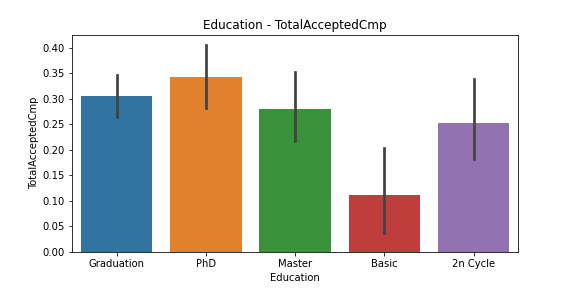 Education - TotalAcceptedCmp
TotalAcceptedCmp
0.40
0.35
0.30
0.25
0.20
0.15
0.10
0.05
0.00
Graduation PhD Master Basic 2n Cycle
Education